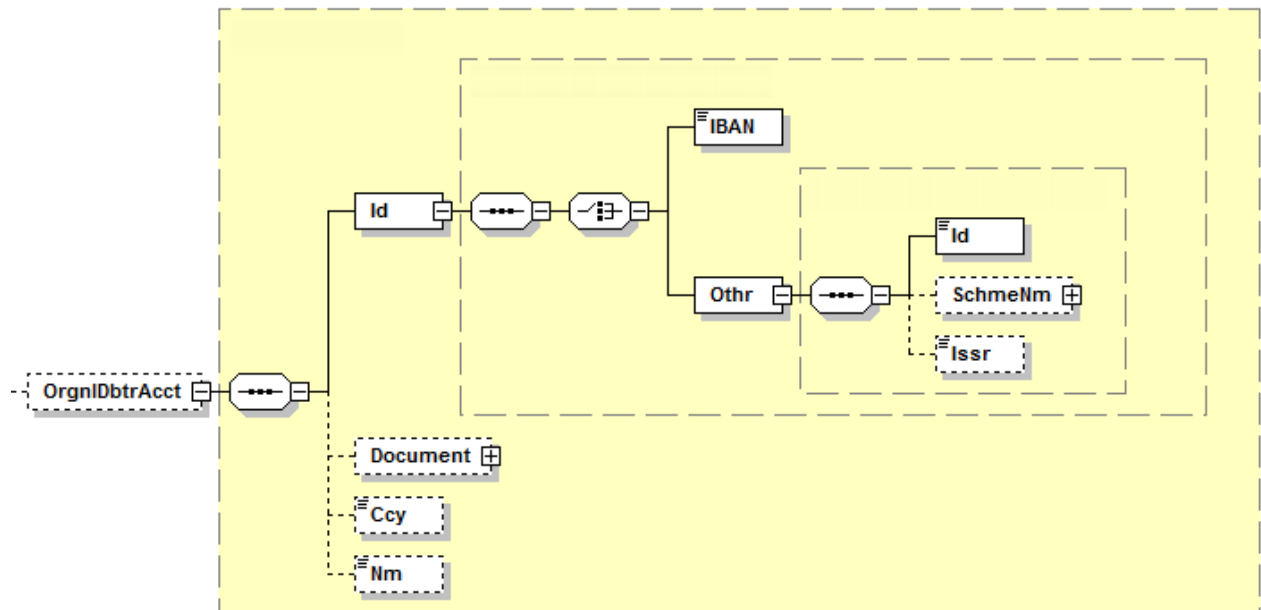 IBAN
Id
Id
Othr
SchmeNm
Issr
OrgnlDbtrAcct
Document
Ccy
Nm